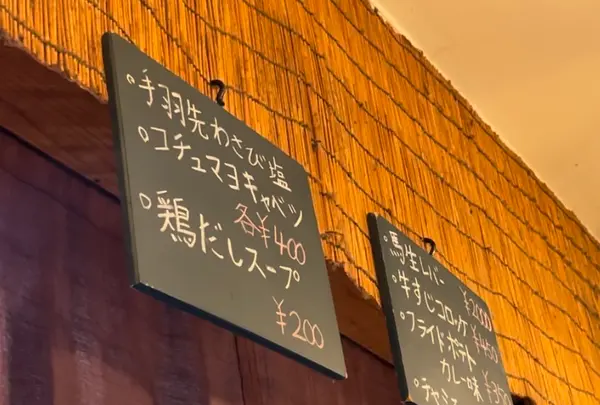 ○手羽先わさび塩
○コチュマヨキャベツ
各¥400
○鶏だしスープ
¥200
○馬生レバー
¥2000
○牛すじコロッケ
¥450
○フライドポテト
カレー味